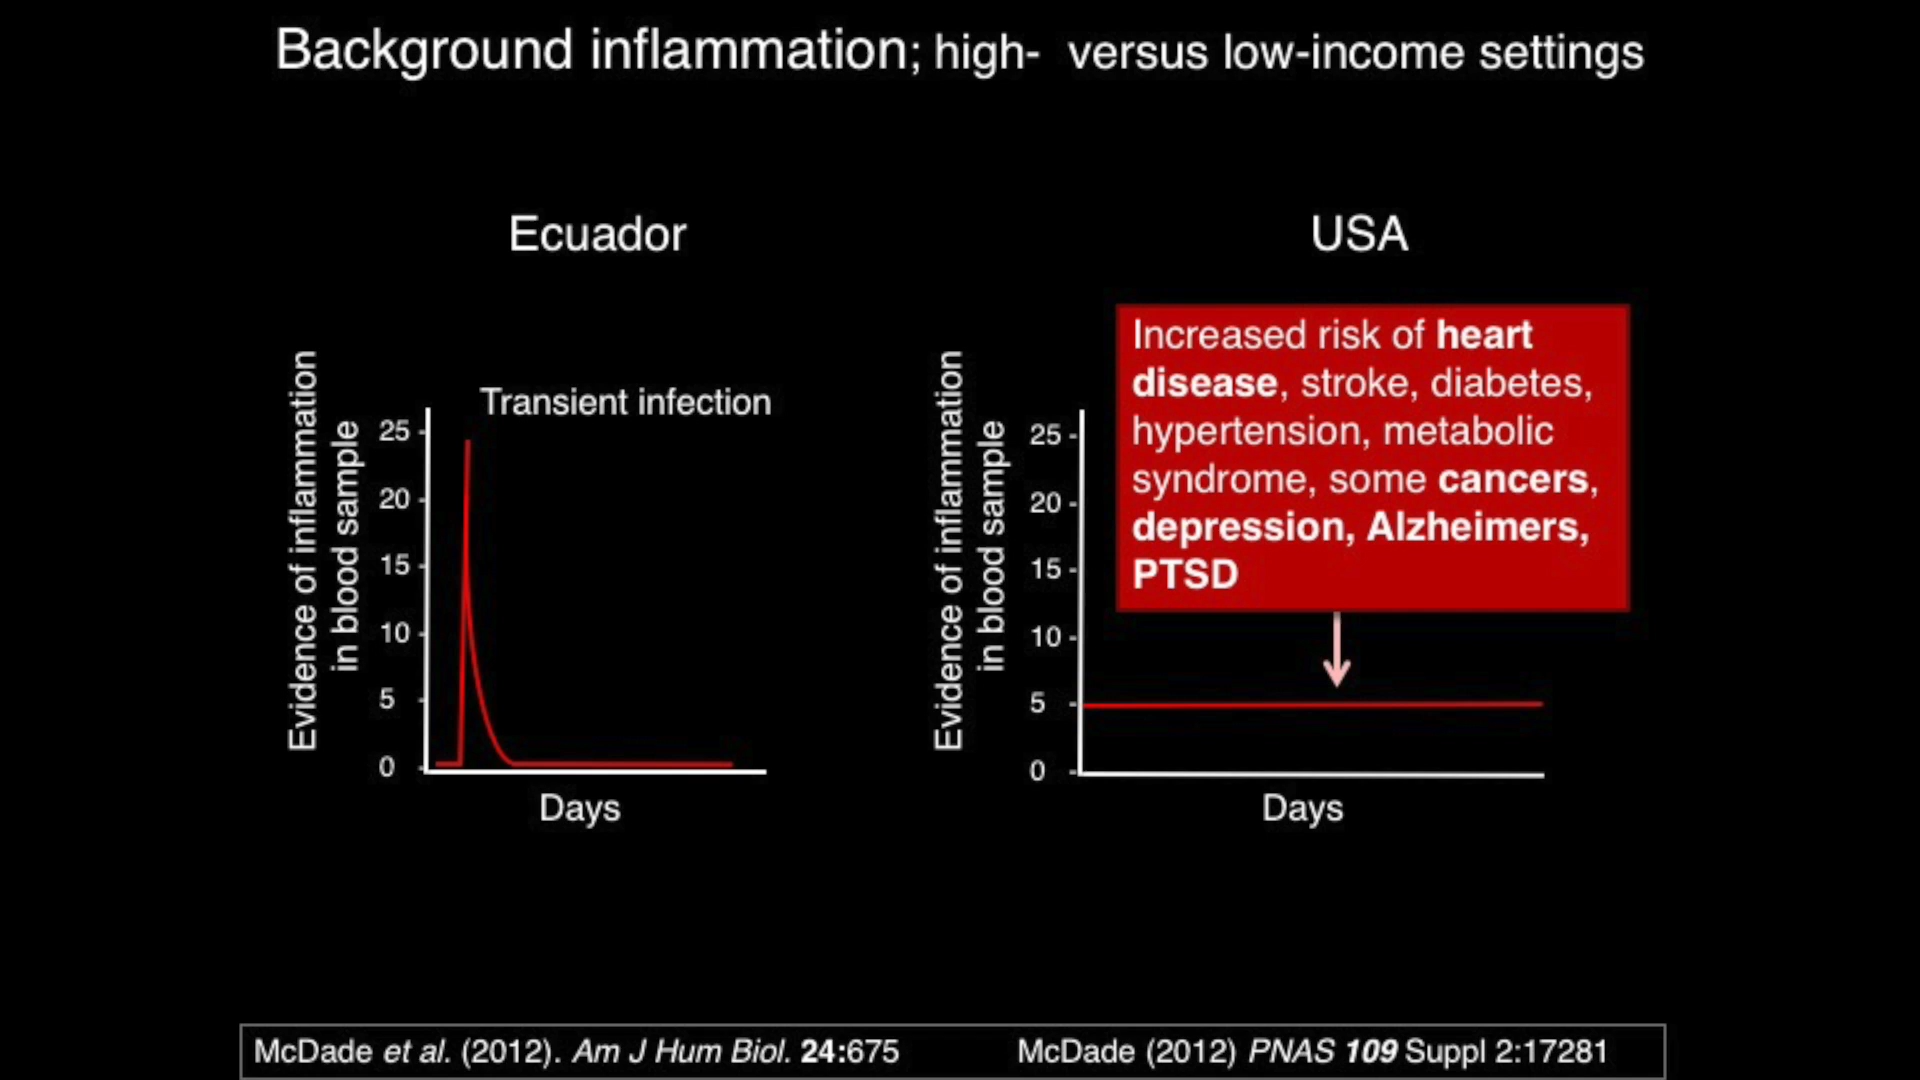 Background inflammation; high- versus low-income settings
Ecuador
USA
Evidence of inflammation
in blood sample
Transient infection
25
20
15
10
5
0
Days
Evidence of inflammation
in blood sample
25
20
15
10
5
0
Increased risk of heart
disease, stroke, diabetes,
hypertension, metabolic
syndrome, some cancers,
depression, Alzheimers,
PTSD
Days
McDade et al. (2012). Am J Hum Biol. 24:675
McDade (2012) PNAS 109 Suppl 2:17281